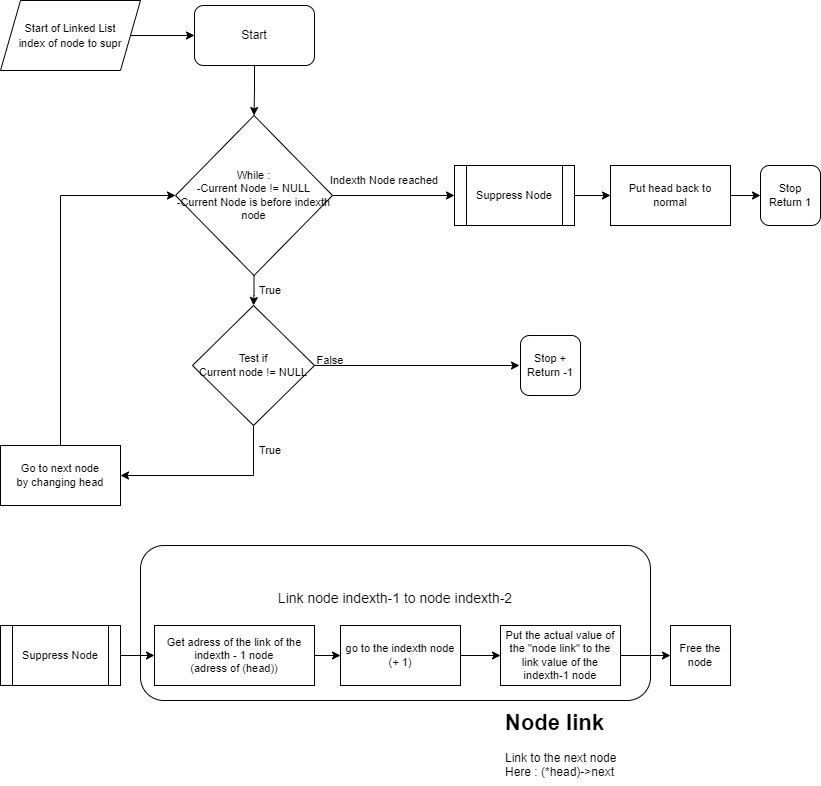 Start of Linked List
index of node to supr
Start
While :
-Current Node != NULL
-Current Node is before indexth
node
Indexth Node reached
Suppress Node
Put head back to
normal
Stop
Return 1
True
Test if
Current node != NULL
False
Stop +
Return -1
True
Go to next node
by changing head
Link node indexth-1 to node indexth-2
Suppress Node
Get adress of the link of the
indexth - 1 node
(adress of (head))
go to the indexth node
(+ 1)
Put the actual value of
the "node link" to the
link value of the
indexth-1 node
Free the
node
Node link
Link to the next node
Here : (*head)->next